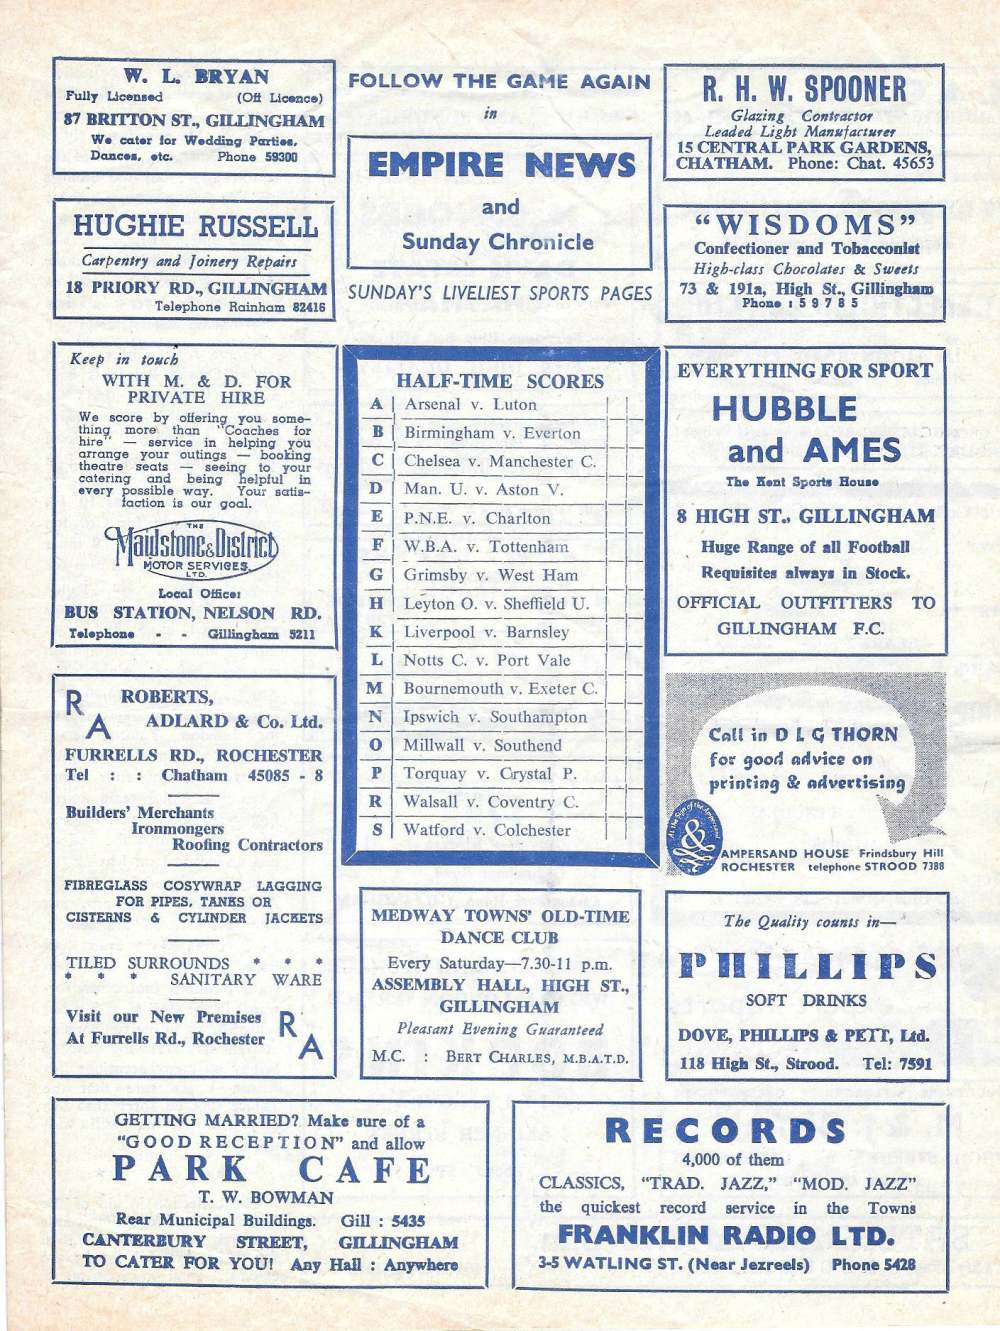 W. L. BRYAN
Fully Licensed (Off Licence)
87 BRITTON ST., GILLINGHAM
We cater for Wedding Parties,
Dances, etc. Phone 59300
HUGHIE RUSSELL
Carpentry and Joinery Repairs
18 PRIORY RD., GILLINGHAM
Telephone Rainham 82416
FOLLOW THE GAME AGAIN
in
EMPIRE NEWS
and
Sunday Chronicle
SUNDAY'S LIVELIEST SPORTS PAGES
R. H. W. SPOONER
Glazing Contractor
Leaded Light Manufacturer
15 CENTRAL PARK GARDENS,
CHATHAM. Phone: Chat. 45653
"WISDOMS"
Confectioner and Tobacconist
High-class Chocolates & Sweets
73 & 191a, High St., Gillingham
Phone : 59785
Keep in touch
WITH M. & D. FOR
PRIVATE HIRE
We score by offering you some-
thing more than "Coaches for
hire" — service in helping you
arrange your outings — booking
theatre seats — seeing to your
catering and being helpful in
every possible way. Your satis-
faction is our goal.
THE
Maidstone & District
MOTOR SERVICES
LTD.
Local Office:
BUS STATION, NELSON RD.
Telephone - - Gillingham 5211
HALF-TIME SCORES
A Arsenal v. Luton
B Birmingham v. Everton
C Chelsea v. Manchester C.
D Man. U. v. Aston V.
E P.N.E. v. Charlton
F W.B.A. v. Tottenham
G Grimsby v. West Ham
H Leyton O. v. Sheffield U.
K Liverpool v. Barnsley
L Notts C. v. Port Vale
M Bournemouth v. Exeter C.
N Ipswich v. Southampton
O Millwall v. Southend
P Torquay v. Crystal P.
R Walsall v. Coventry C.
S Watford v. Colchester
EVERYTHING FOR SPORT
HUBBLE
and AMES
The Kent Sports House
8 HIGH ST., GILLINGHAM
Huge Range of all Football
Requisites always in Stock.
OFFICIAL OUTFITTERS TO
GILLINGHAM F.C.
R A ROBERTS,
ADLARD & Co. Ltd.
FURRELLS RD., ROCHESTER
Tel : : Chatham 45085 - 8
Builders' Merchants
Ironmongers
Roofing Contractors
FIBREGLASS COSYWRAP LAGGING
FOR PIPES, TANKS OR
CISTERNS & CYLINDER JACKETS
TILED SURROUNDS * * *
* * * SANITARY WARE
Visit our New Premises
At Furrells Rd., Rochester
R A
Call in D L G THORN
for good advice on
printing & advertising
At the Sign of the Ampersand
&
AMPERSAND HOUSE Frindsbury Hill
ROCHESTER telephone STROOD 7388
MEDWAY TOWNS' OLD-TIME
DANCE CLUB
Every Saturday—7.30-11 p.m.
ASSEMBLY HALL, HIGH ST.,
GILLINGHAM
Pleasant Evening Guaranteed
M.C. : BERT CHARLES, M.B.A.T.D.
The Quality counts in—
PHILLIPS
SOFT DRINKS
DOVE, PHILLIPS & PETT, Ltd.
118 High St., Strood. Tel: 7591
GETTING MARRIED? Make sure of a
"GOOD RECEPTION" and allow
PARK CAFE
T. W. BOWMAN
Rear Municipal Buildings. Gill : 5435
CANTERBURY STREET, GILLINGHAM
TO CATER FOR YOU! Any Hall : Anywhere
RECORDS
4,000 of them
CLASSICS, "TRAD. JAZZ," "MOD. JAZZ"
the quickest record service in the Towns
FRANKLIN RADIO LTD.
3-5 WATLING ST. (Near Jezreels) Phone 5428